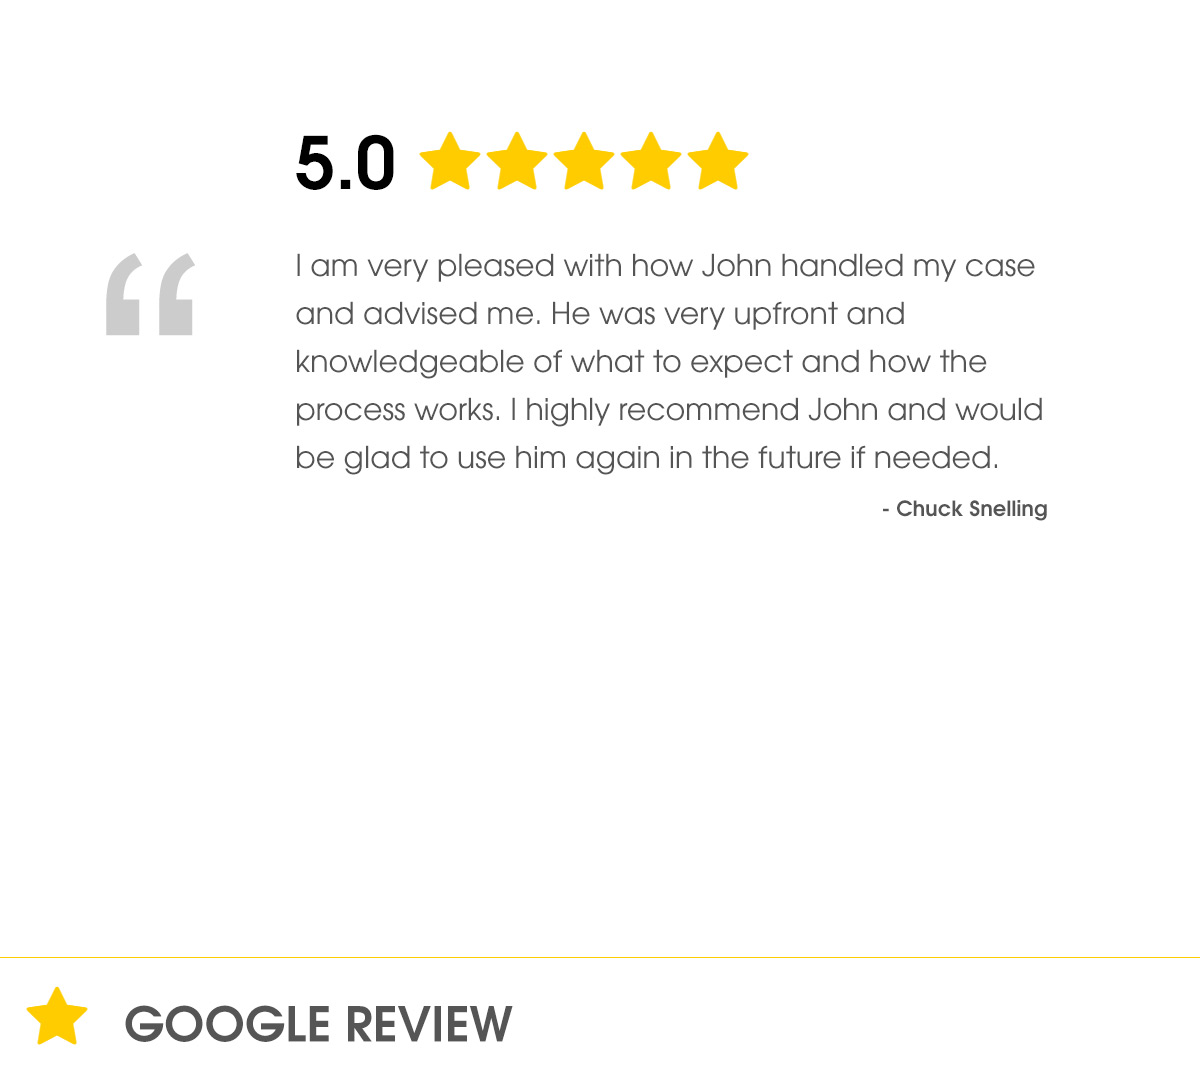 5.0
I am very pleased with how John handled my case
and advised me. He was very upfront and
knowledgeable of what to expect and how the
process works. I highly recommend John and would
be glad to use him again in the future if needed.
- Chuck Snelling
GOOGLE REVIEW